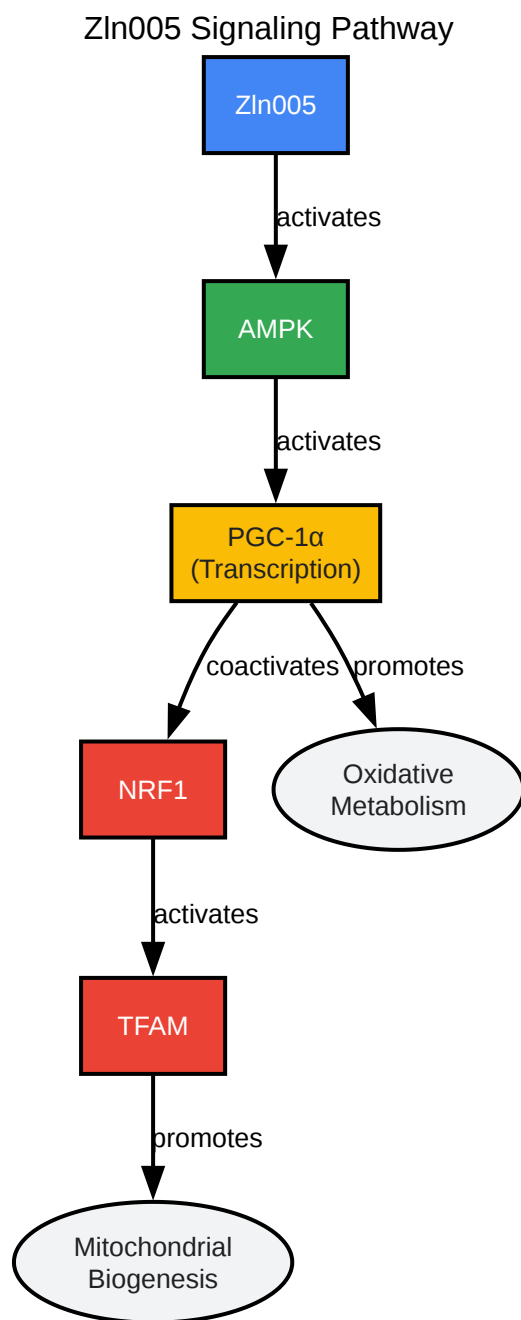 Zln005 Signaling Pathway
Zln005
activates
AMPK
activates
PGC-1α
(Transcription)
coactivates
promotes
NRF1
Oxidative
Metabolism
activates
TFAM
promotes
Mitochondrial
Biogenesis